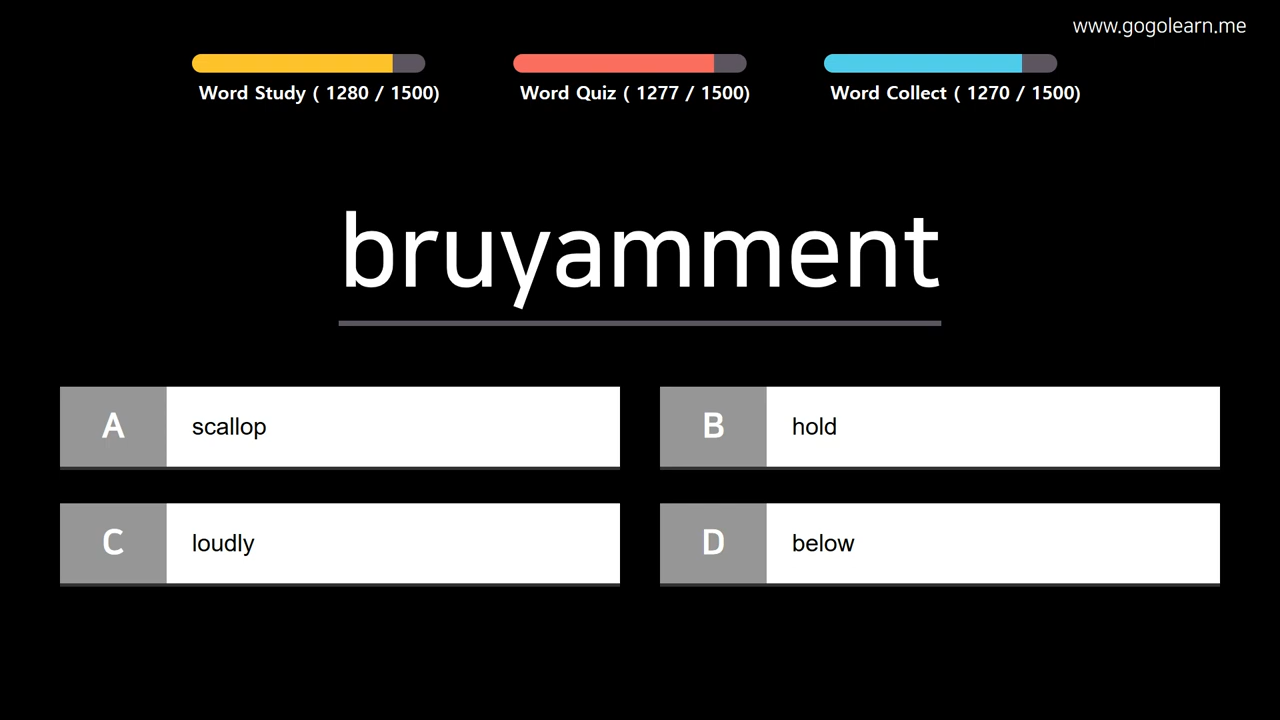 www.gogolearn.me
Word Study ( 1280 / 1500)
Word Quiz ( 1277 / 1500)
Word Collect ( 1270 / 1500)
bruyamment
A scallop
B hold
C loudly
D below